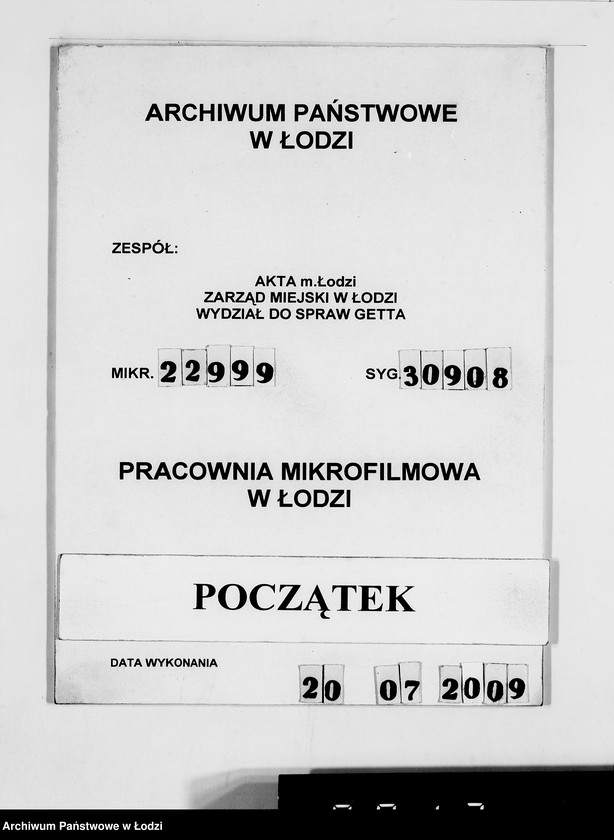 ARCHIWUM PAŃSTWOWE
W ŁODZI
ZESPÓŁ:
AKTA m.Łodzi
ZARZĄD MIEJSKI W ŁODZI
WYDZIAŁ DO SPRAW GETTA
MIKR. 22999 SYG. 30908
PRACOWNIA MIKROFILMOWA
W ŁODZI
POCZĄTEK
DATA WYKONANIA
20 07 2009
Archiwum Państwowe w Łodzi